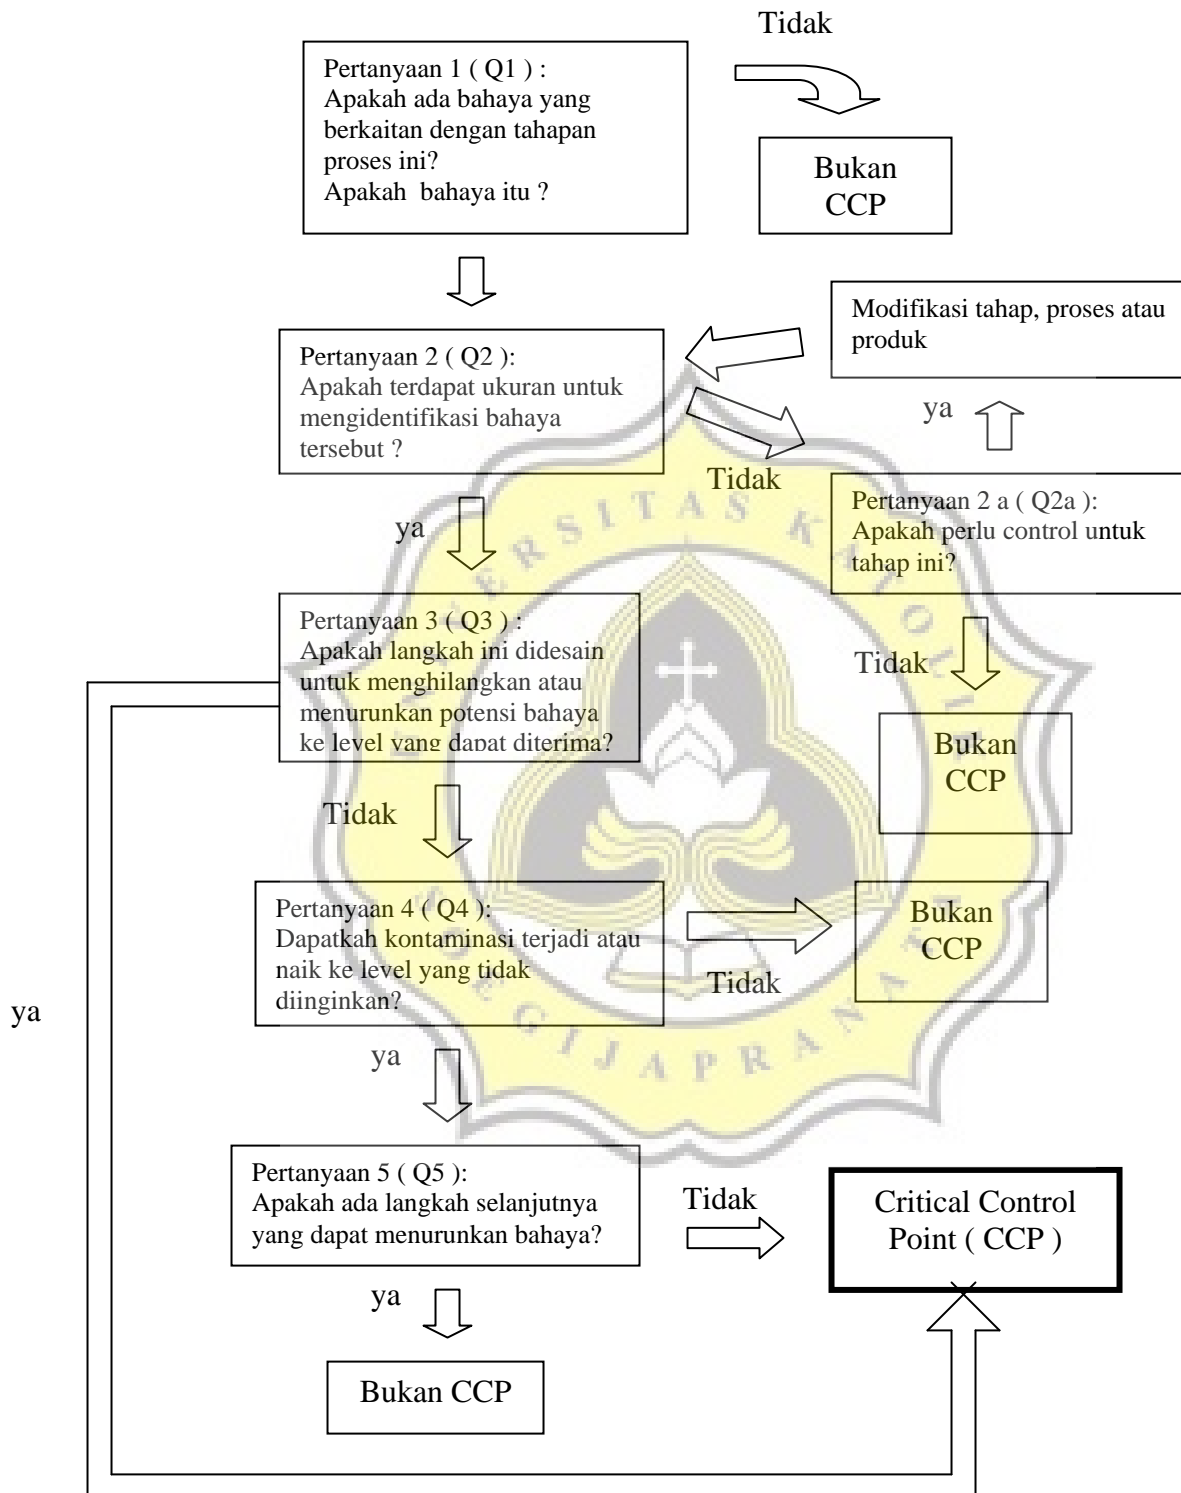 Tidak
Pertanyaan 1 ( Q1 ) :
Apakah ada bahaya yang
berkaitan dengan tahapan
proses ini?
Apakah bahaya itu ?
Bukan
CCP
Modifikasi tahap, proses atau
produk
Pertanyaan 2 ( Q2 ):
Apakah terdapat ukuran untuk
mengidentifikasi bahaya
tersebut ?
ya
Tidak
Pertanyaan 2 a ( Q2a ):
Apakah perlu control untuk
tahap ini?
ya
Pertanyaan 3 ( Q3 ) :
Apakah langkah ini didesain
untuk menghilangkan atau
menurunkan potensi bahaya
ke level yang dapat diterima?
Tidak
Bukan
CCP
Tidak
Pertanyaan 4 ( Q4 ):
Dapatkah kontaminasi terjadi atau
naik ke level yang tidak
diinginkan?
Tidak
Bukan
CCP
ya
ya
Pertanyaan 5 ( Q5 ):
Apakah ada langkah selanjutnya
yang dapat menurunkan bahaya?
Tidak
Critical Control
Point ( CCP )
ya
Bukan CCP
UNIVERSITAS KATOLIK
SOEGIJAPRANATA